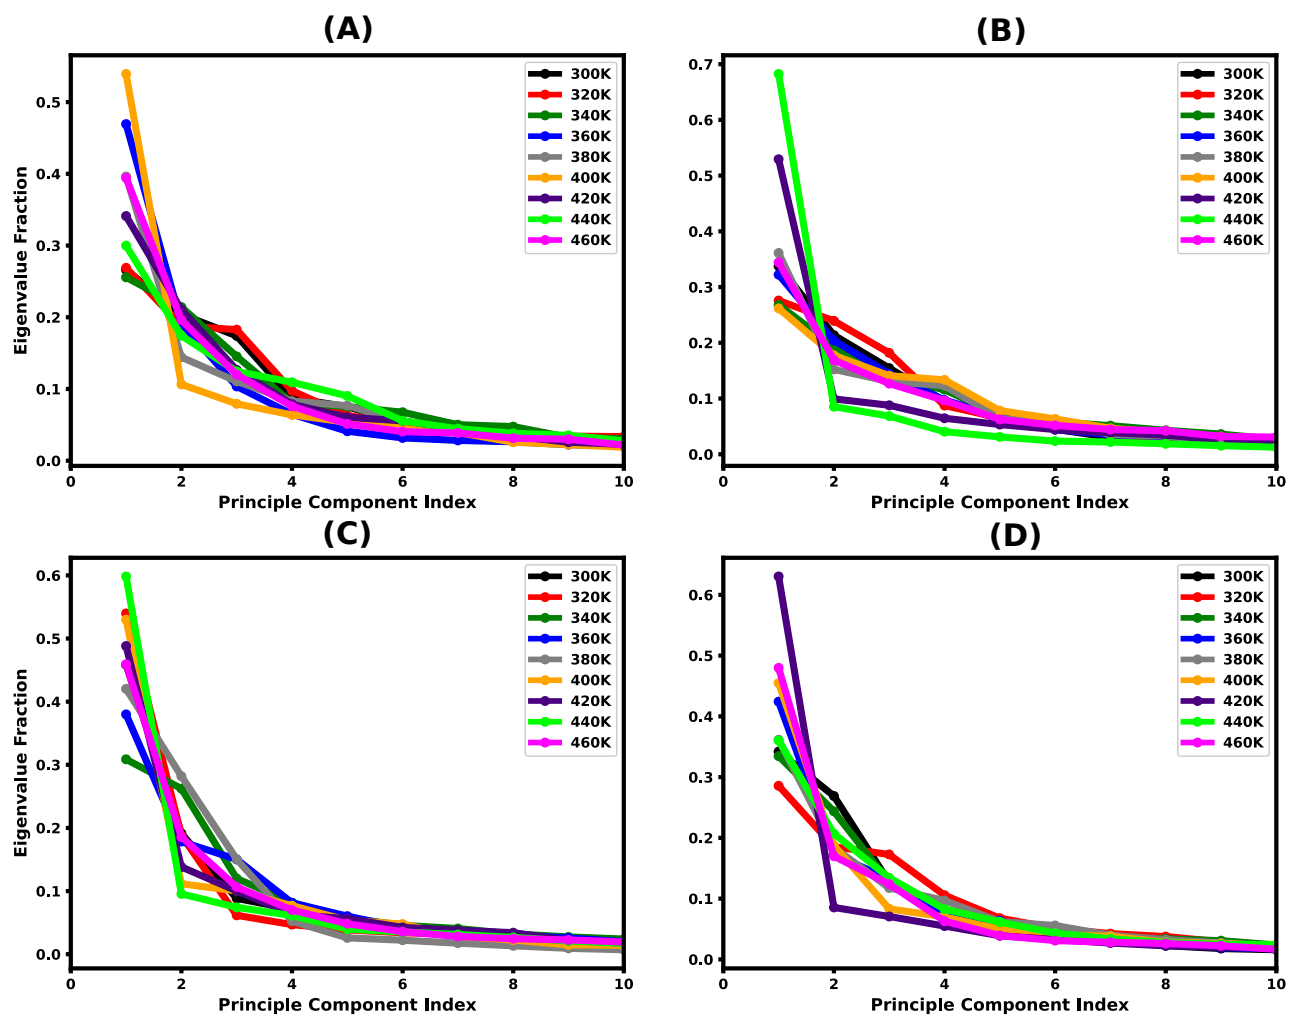 (A)
Eigenvalue Fraction
0.5
0.4
0.3
0.2
0.1
0.0
300K
320K
340K
360K
380K
400K
420K
440K
460K
0 2 4 6 8 10
Principle Component Index
(B)
0.7
0.6
0.5
0.4
0.3
0.2
0.1
0.0
300K
320K
340K
360K
380K
400K
420K
440K
460K
0 2 4 6 8 10
Principle Component Index
(C)
Eigenvalue Fraction
0.6
0.5
0.4
0.3
0.2
0.1
0.0
300K
320K
340K
360K
380K
400K
420K
440K
460K
0 2 4 6 8 10
Principle Component Index
(D)
0.6
0.5
0.4
0.3
0.2
0.1
0.0
300K
320K
340K
360K
380K
400K
420K
440K
460K
0 2 4 6 8 10
Principle Component Index